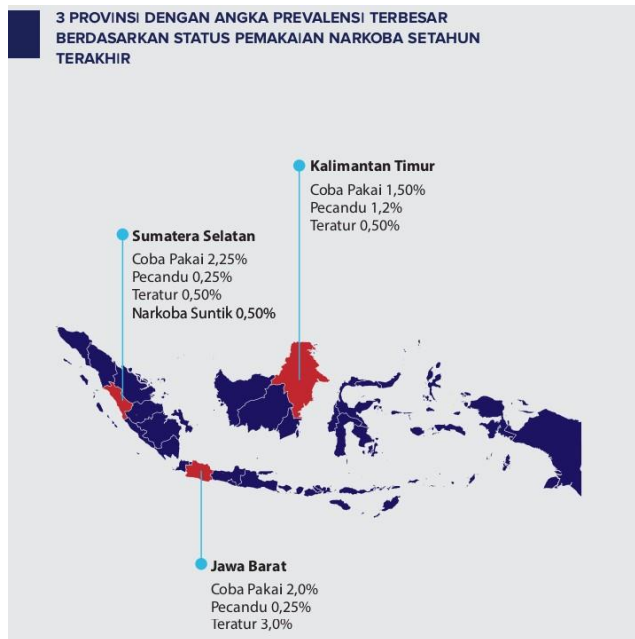 3 PROVINSI DENGAN ANGKA PREVALENSI TERBESAR
BERDASARKAN STATUS PEMAKAIAN NARKOBA SETAHUN
TERAKHIR
Kalimantan Timur
Coba Pakai 1,50%
Pecandu 1,2%
Teratur 0,50%
Sumatera Selatan
Coba Pakai 2,25%
Pecandu 0,25%
Teratur 0,50%
Narkoba Suntik 0,50%
Jawa Barat
Coba Pakai 2,0%
Pecandu 0,25%
Teratur 3,0%